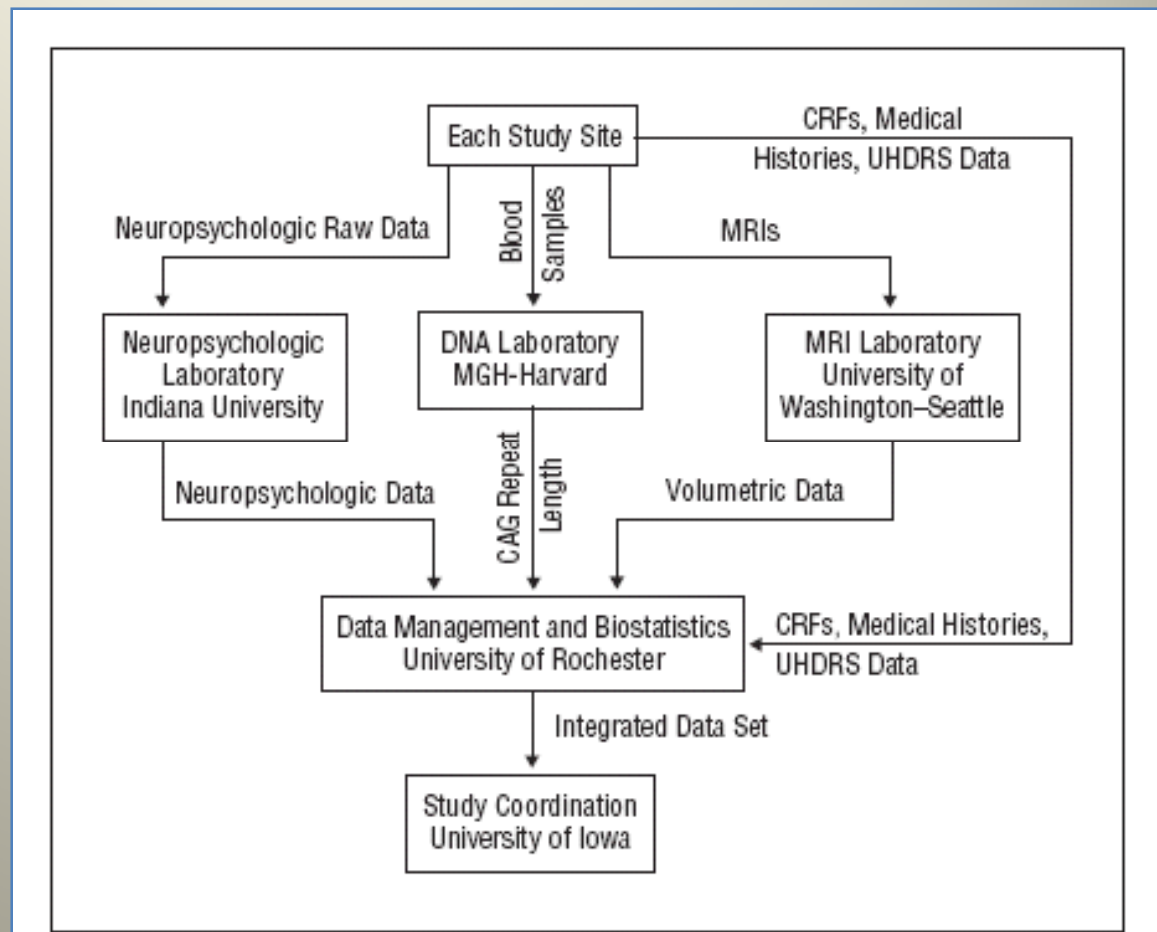 Each Study Site
CRFs, Medical
Histories, UHDRS Data
Neuropsychologic Raw Data
Blood
Samples
MRIs
Neuropsychologic
Laboratory
Indiana University
DNA Laboratory
MGH-Harvard
MRI Laboratory
University of
Washington–Seattle
Neuropsychologic Data
CAG Repeat
Length
Volumetric Data
Data Management and Biostatistics
University of Rochester
CRFs, Medical Histories,
UHDRS Data
Integrated Data Set
Study Coordination
University of Iowa